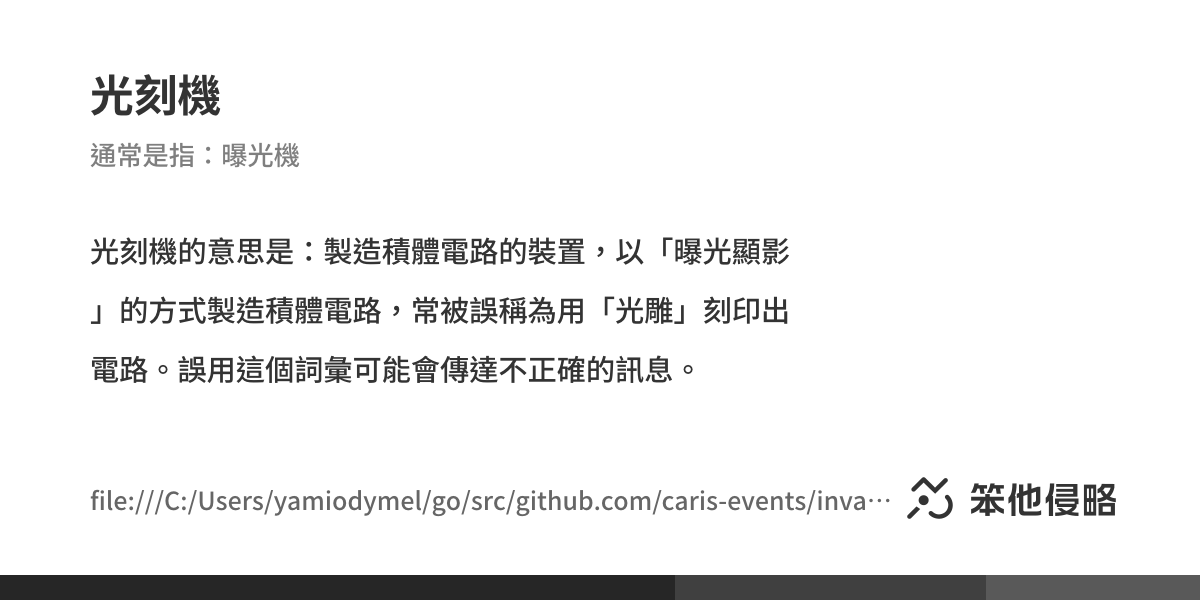 光刻機
通常是指：曝光機
光刻機的意思是：製造積體電路的裝置，以「曝光顯影
」的方式製造積體電路，常被誤稱為用「光雕」刻印出
電路。誤用這個詞彙可能會傳達不正確的訊息。
file:///C:/Users/yamiodymel/go/src/github.com/caris-events/inva… 笨他侵略